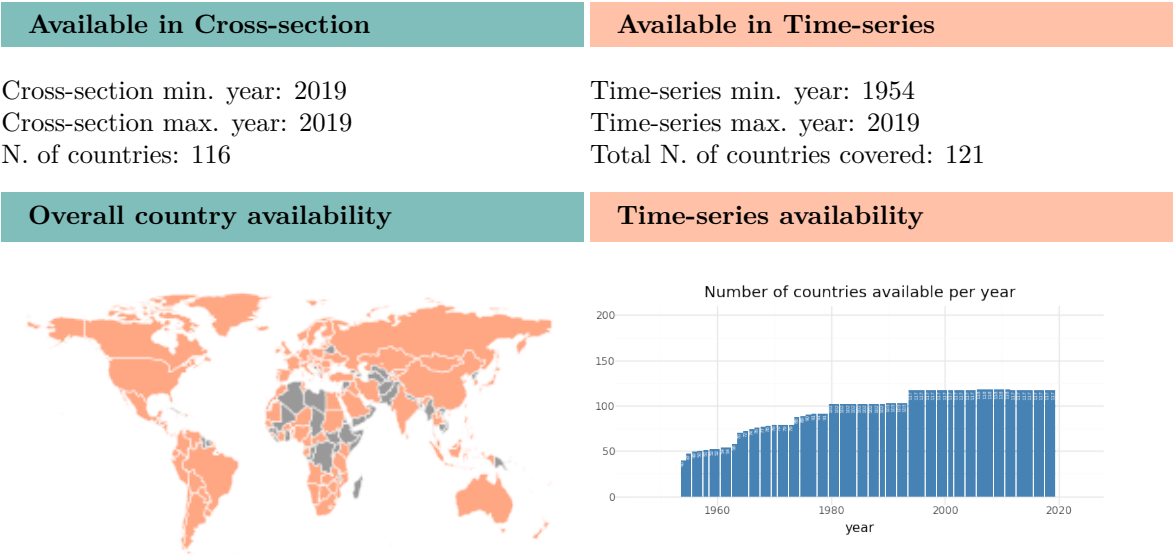 Available in Cross-section
Available in Time-series
Cross-section min. year: 2019
Cross-section max. year: 2019
N. of countries: 116
Time-series min. year: 1954
Time-series max. year: 2019
Total N. of countries covered: 121
Overall country availability
Time-series availability
Number of countries available per year
200
150
100
50
0
1960 1980 2000 2020
year